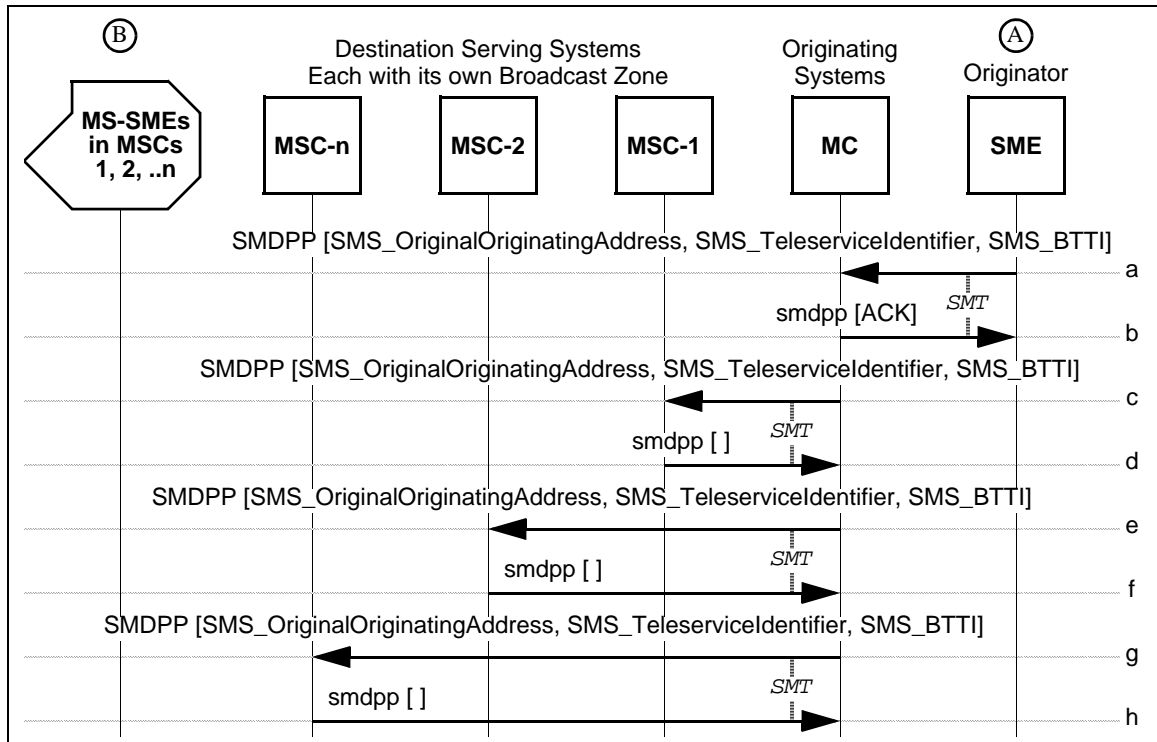 B
Destination Serving Systems
Each with its own Broadcast Zone
Originating
Systems
A
Originator
MS-SMEs
in MSCs
1, 2, ..n
MSC-n
MSC-2
MSC-1
MC
SME
SMDPP [SMS_OriginalOriginatingAddress, SMS_TeleserviceIdentifier, SMS_BTTI]
a
SMT
smdpp [ACK]
b
SMDPP [SMS_OriginalOriginatingAddress, SMS_TeleserviceIdentifier, SMS_BTTI]
c
SMT
smdpp [ ]
d
SMDPP [SMS_OriginalOriginatingAddress, SMS_TeleserviceIdentifier, SMS_BTTI]
e
SMT
smdpp [ ]
f
SMDPP [SMS_OriginalOriginatingAddress, SMS_TeleserviceIdentifier, SMS_BTTI]
g
SMT
smdpp [ ]
h